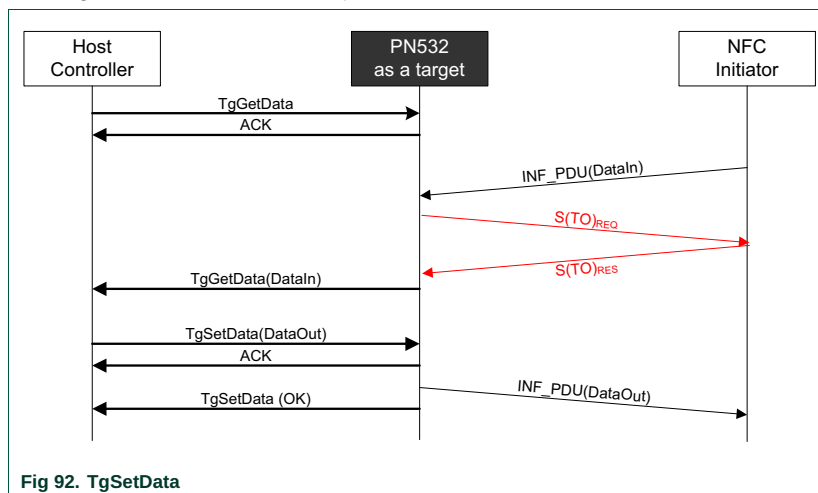 Host
Controller
PN532
as a target
NFC
Initiator
TgGetData
ACK
INF_PDU(DataIn)
S(TO)REQ
S(TO)RES
TgGetData(DataIn)
TgSetData(DataOut)
ACK
INF_PDU(DataOut)
TgSetData (OK)
Fig 92. TgSetData